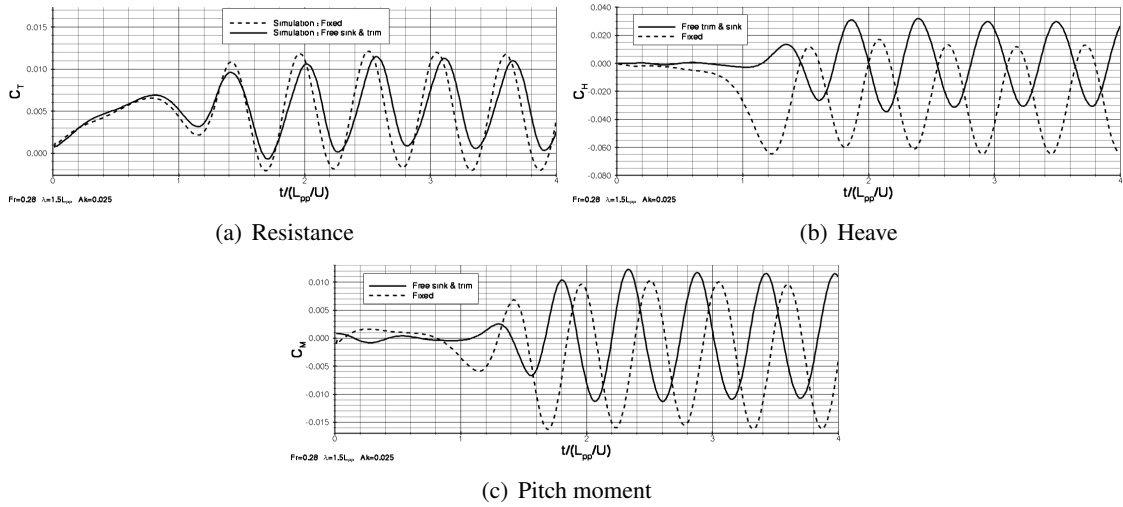 Simulation : Fixed
Simulation : Free sink & trim
0.015
0.010
0.005
0.000
C_T
0 1 2 3 4
t/(L_pp/U)
Fr=0.28 λ=1.5L_pp, Ak=0.025
(a) Resistance
Free trim & sink
Fixed
0.040
0.020
0.000
-0.020
-0.040
-0.060
-0.080
C_H
0 1 2 3 4
t/(L_pp/U)
Fr=0.28 λ=1.5L_pp, Ak=0.025
(b) Heave
Free sink & trim
Fixed
0.010
0.005
0.000
-0.005
-0.010
-0.015
C_M
0 1 2 3 4
t/(L_pp/U)
Fr=0.28 λ=1.5L_pp, Ak=0.025
(c) Pitch moment